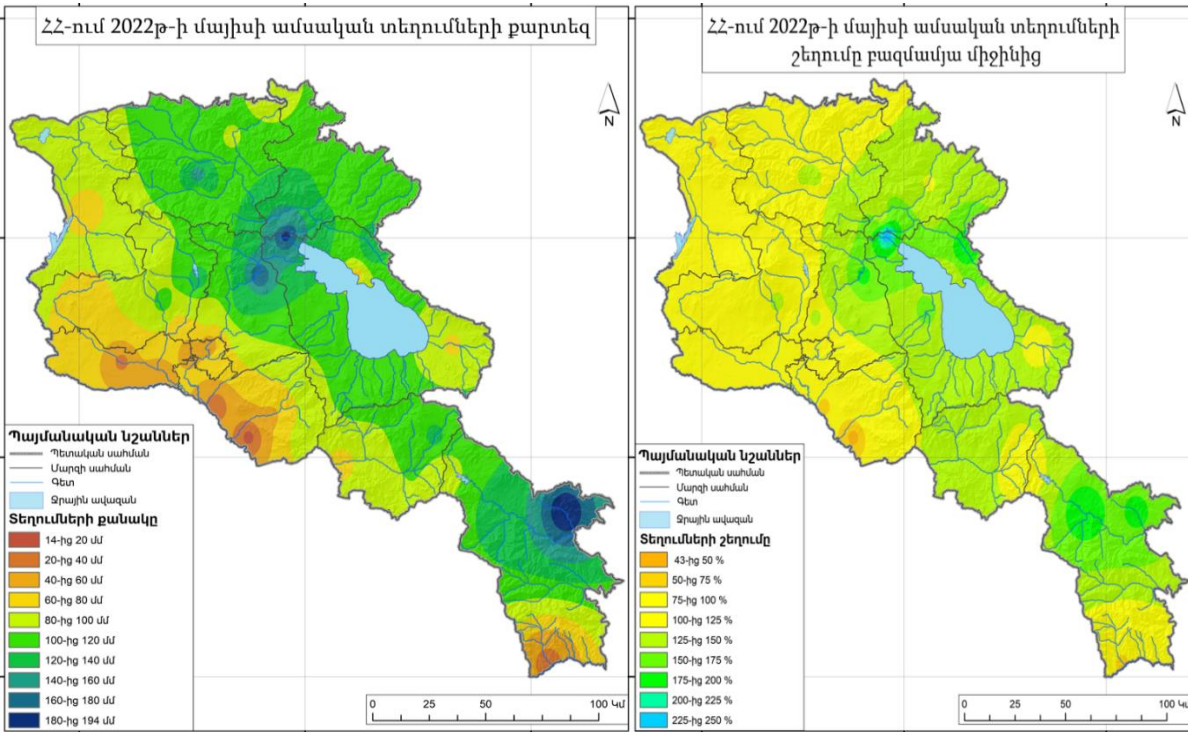 ՀՀ-ում 2022թ-ի մայիսի ամսական տեղումների քարտեզ
N
Պայմանական նշաններ
Պետական սահման
Մարզի սահման
Գետ
Ջրային ավազան
Տեղումների քանակը
14-ից 20 մմ
20-ից 40 մմ
40-ից 60 մմ
60-ից 80 մմ
80-ից 100 մմ
100-ից 120 մմ
120-ից 140 մմ
140-ից 160 մմ
160-ից 180 մմ
180-ից 194 մմ
0 25 50 100 Կմ
ՀՀ-ում 2022թ-ի մայիսի ամսական տեղումների
շեղումը բազմամյա միջինից
N
Պայմանական նշաններ
Պետական սահման
Մարզի սահման
Գետ
Ջրային ավազան
Տեղումների շեղումը
43-ից 50 %
50-ից 75 %
75-ից 100 %
100-ից 125 %
125-ից 150 %
150-ից 175 %
175-ից 200 %
200-ից 225 %
225-ից 250 %
0 25 50 100 Կմ